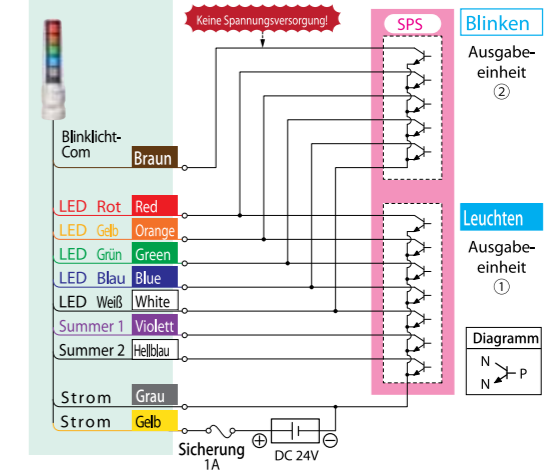 Keine Spannungsversorgung!
SPS
Blinken
Ausgabe-
einheit
②
Blinklicht-
Com
Braun
LED Rot Red
LED Gelb Orange
LED Grün Green
LED Blau Blue
LED Weiß White
Summer 1 Violett
Summer 2 Hellblau
Strom Grau
Strom Gelb
Leuchten
Ausgabe-
einheit
①
Diagramm
N
P
N
Sicherung
1A
⊕
⊖
DC 24V